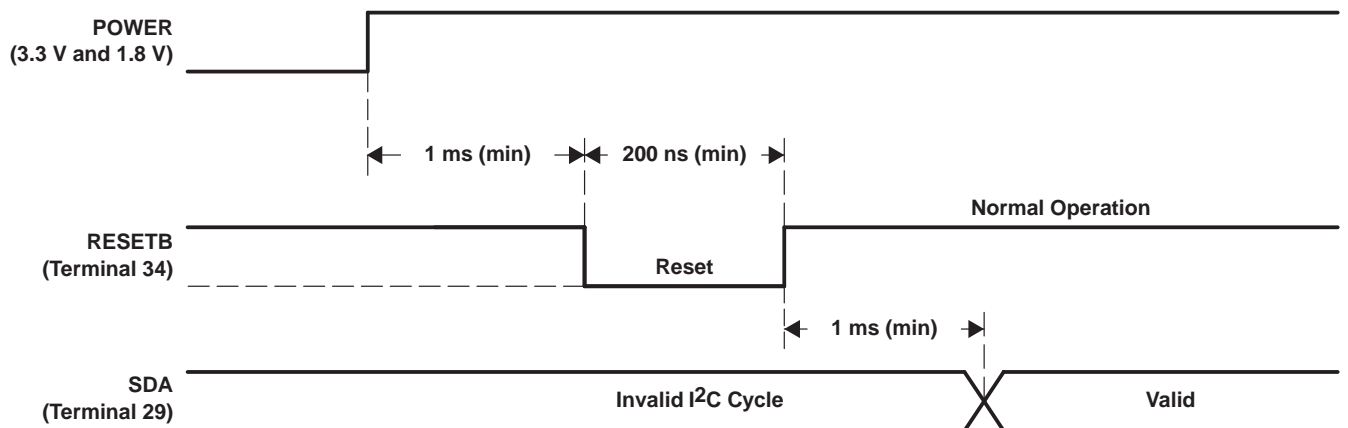 POWER
(3.3 V and 1.8 V)
1 ms (min)
200 ns (min)
Normal Operation
RESETB
(Terminal 34)
Reset
1 ms (min)
SDA
(Terminal 29)
Invalid I2C Cycle
Valid